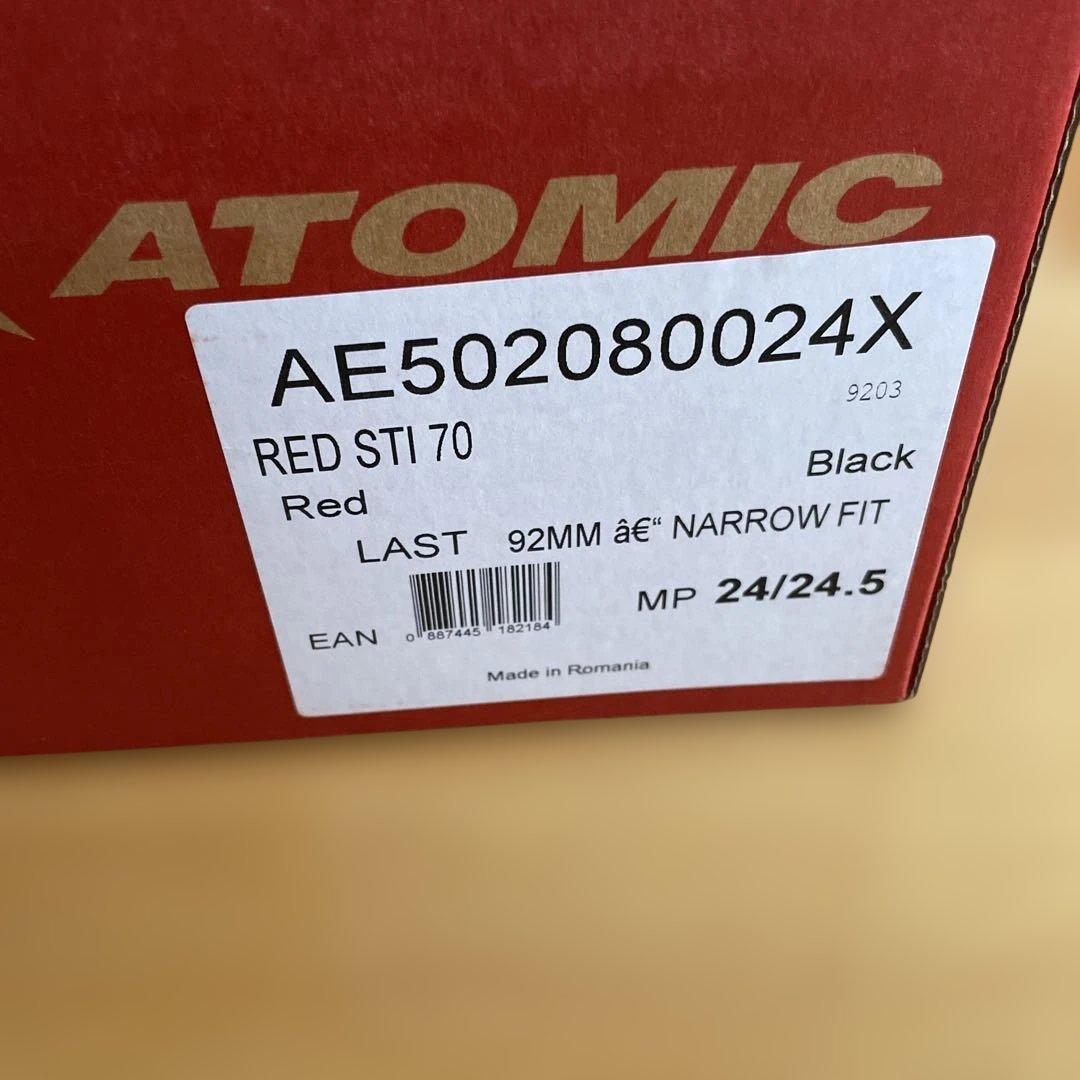 ATOMIC
AE502080024X
9203
RED STI 70
Red Black
LAST 92MM â€“ NARROW FIT
MP 24/24.5
EAN 0 887445 182184
Made in Romania